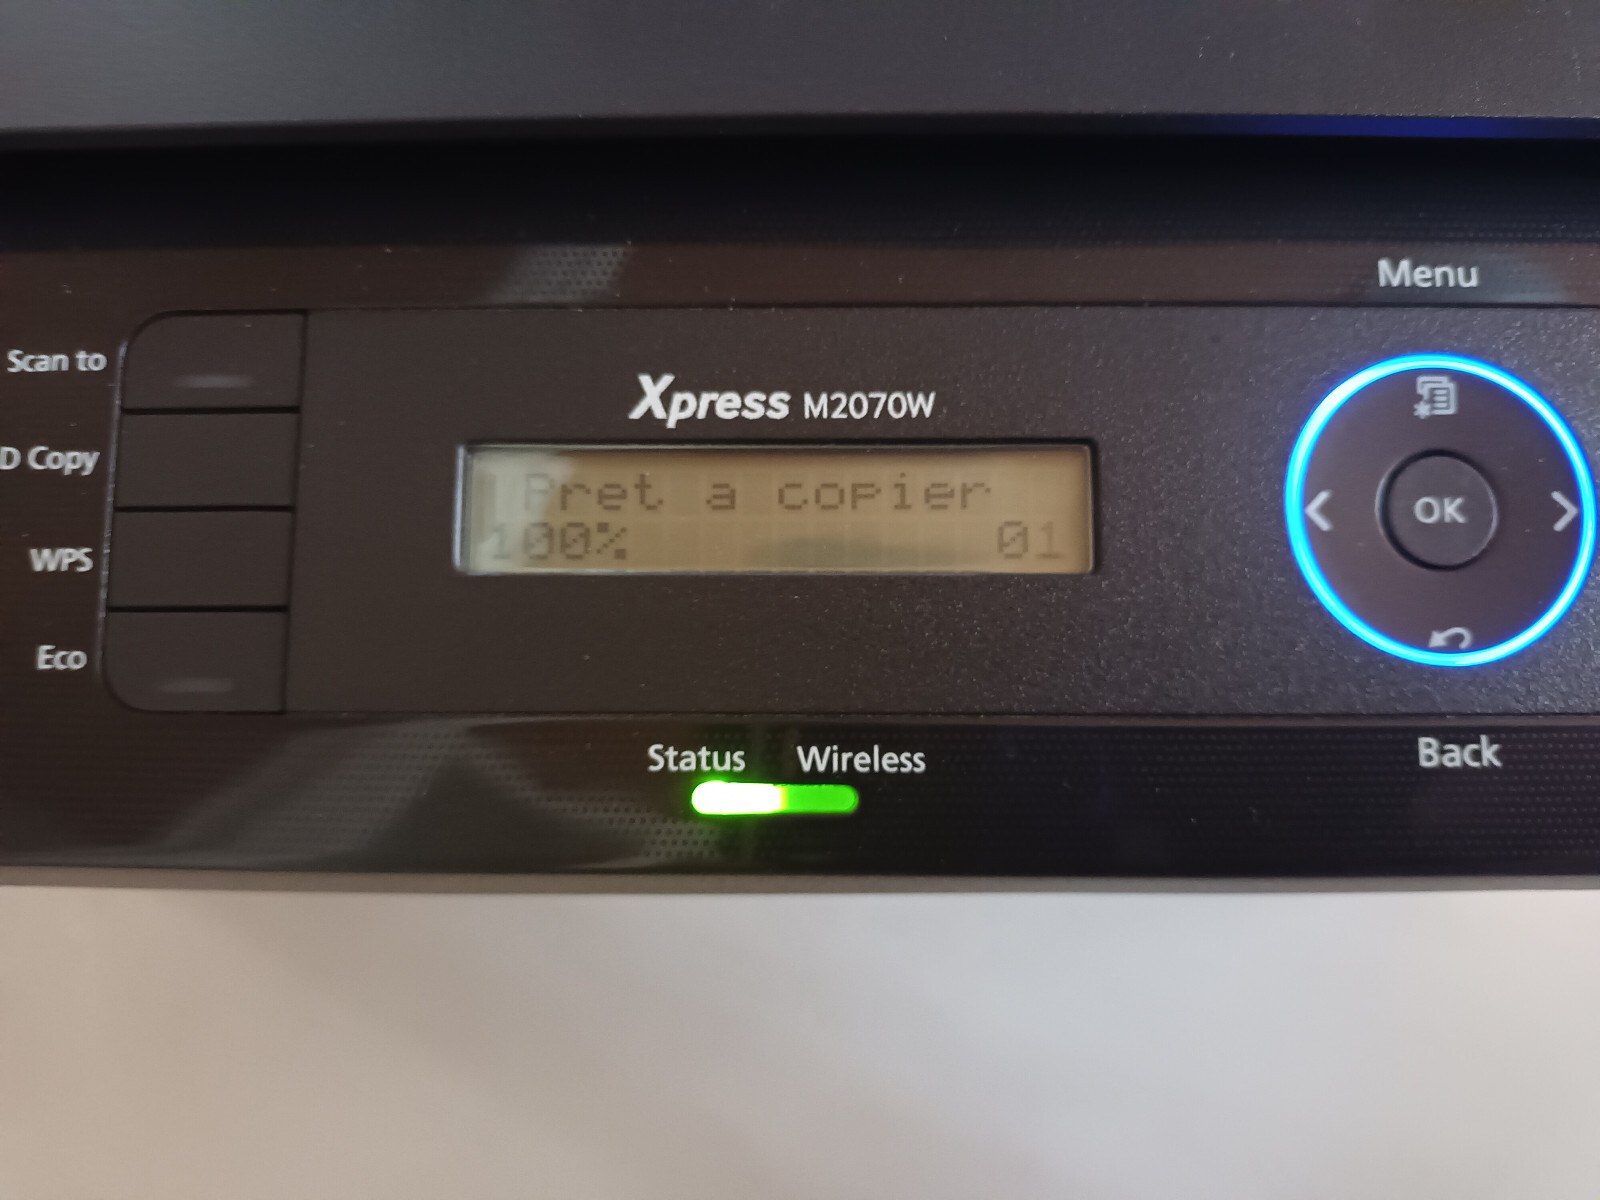 Menu
Scan to
D Copy
WPS
Eco
Xpress M2070W
Pret a copier
100% 01
OK
Status Wireless
Back